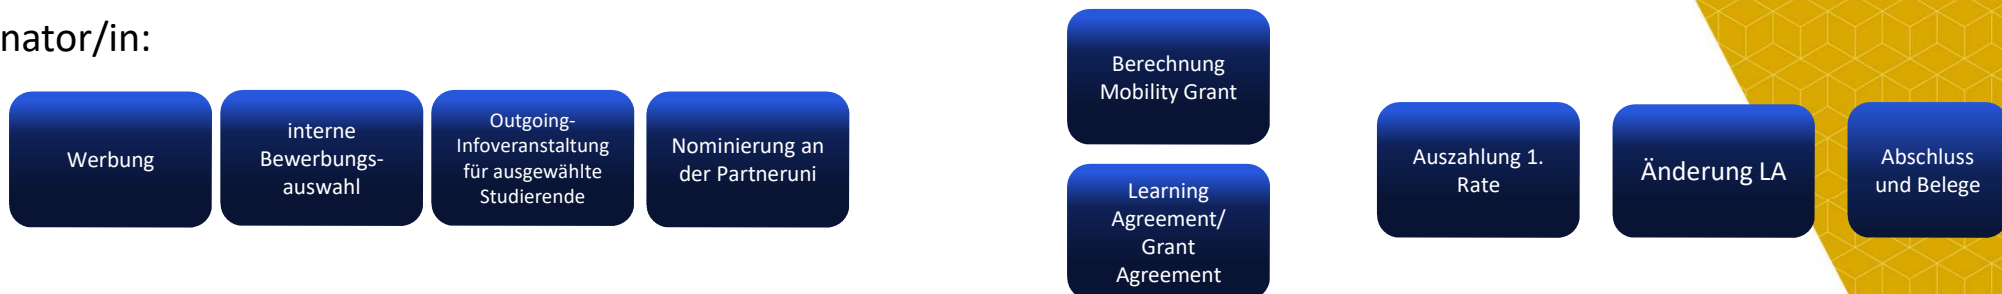 nator/in:
Werbung
interne
Bewerbungs-
auswahl
Outgoing-
Infoveranstaltung
für ausgewählte
Studierende
Nominierung an
der Partneruni
Berechnung
Mobility Grant
Learning
Agreement/
Grant
Agreement
Auszahlung 1.
Rate
Änderung LA
Abschluss
und Belege